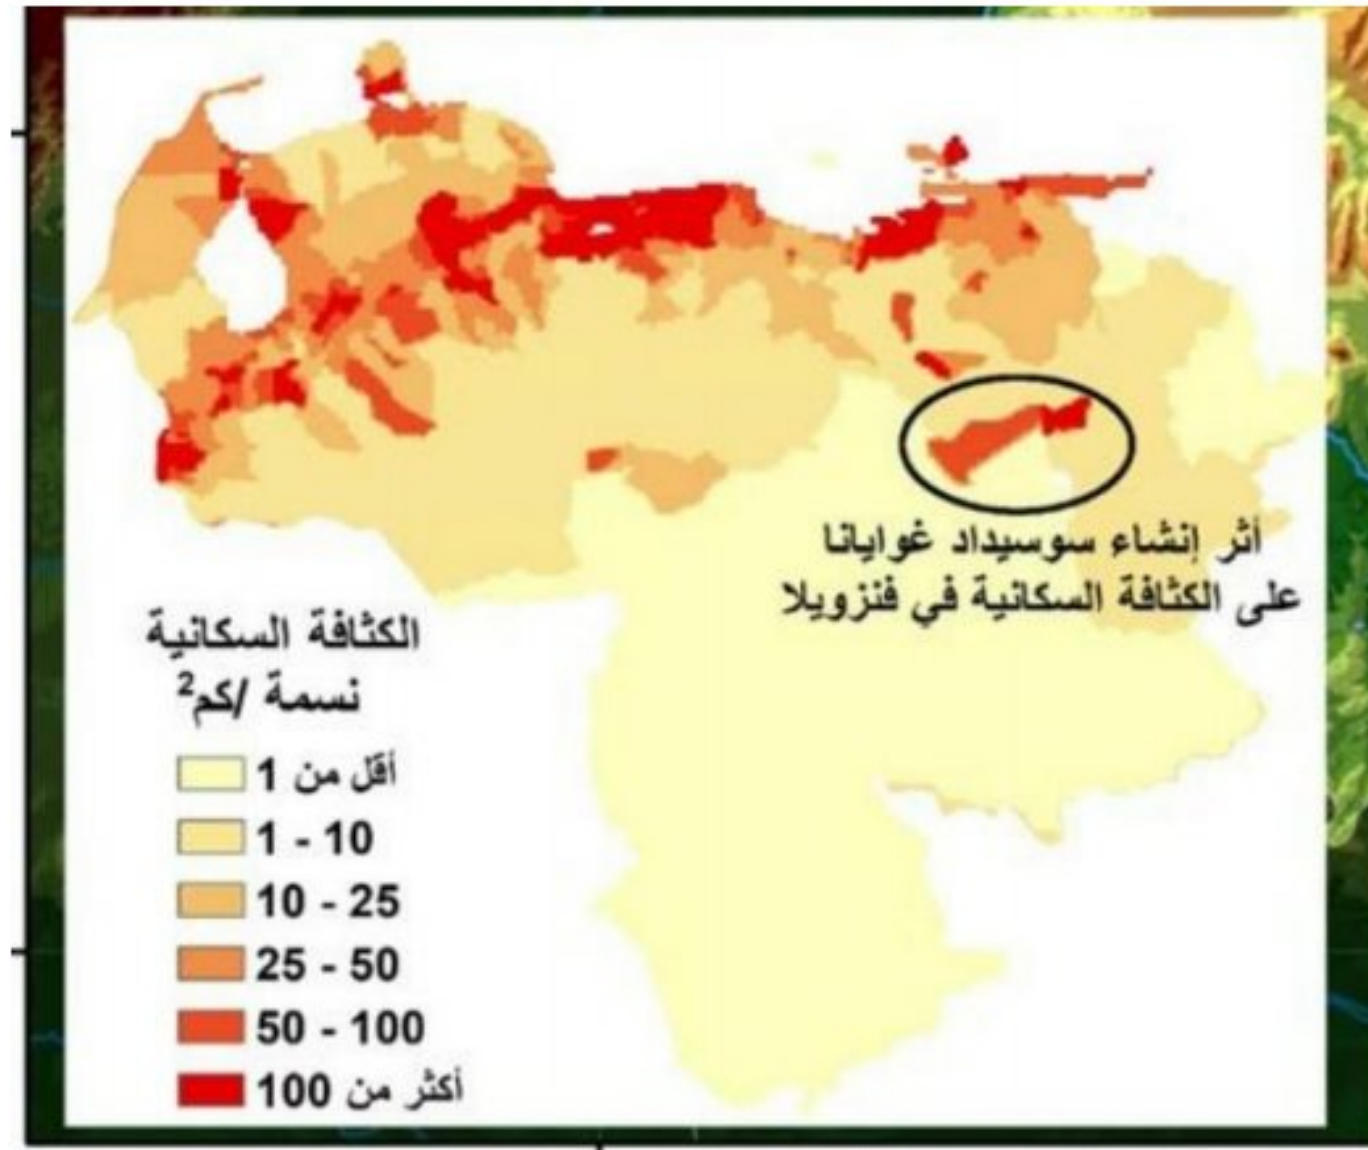 أثر إنشاء سوسيداد غوايانا
على الكثافة السكانية في فنزويلا
الكثافة السكانية
نسمة /كم²
أقل من 1
1 - 10
10 - 25
25 - 50
50 - 100
أكثر من 100